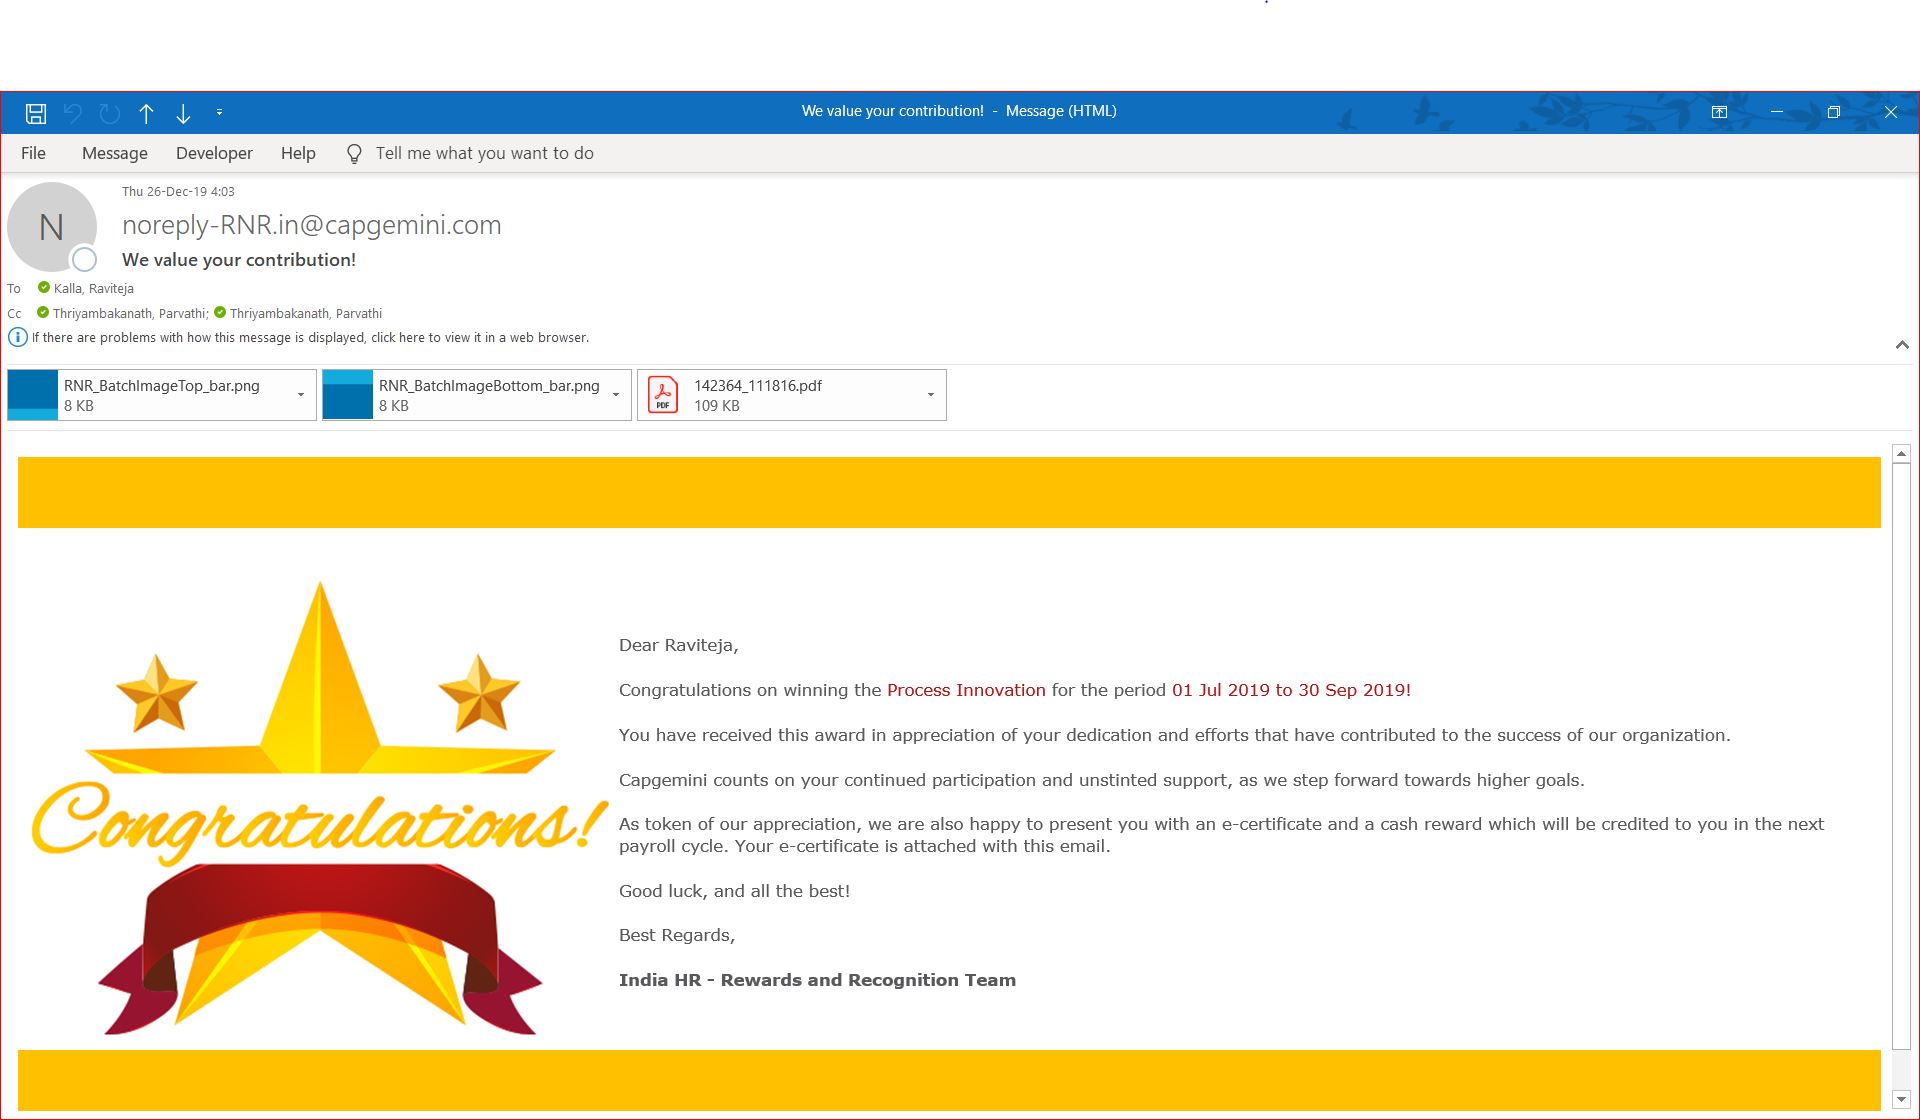 We value your contribution!  -  Message (HTML)
File Message Developer Help Tell me what you want to do
Thu 26-Dec-19 4:03
N
noreply-RNR.in@capgemini.com
We value your contribution!
To Kalla, Raviteja
Cc Thriyambakanath, Parvathi; Thriyambakanath, Parvathi
If there are problems with how this message is displayed, click here to view it in a web browser.
RNR_BatchImageTop_bar.png
8 KB
RNR_BatchImageBottom_bar.png
8 KB
PDF
142364_111816.pdf
109 KB
Congratulations!
Dear Raviteja,
Congratulations on winning the Process Innovation for the period 01 Jul 2019 to 30 Sep 2019!
You have received this award in appreciation of your dedication and efforts that have contributed to the success of our organization.
Capgemini counts on your continued participation and unstinted support, as we step forward towards higher goals.
As token of our appreciation, we are also happy to present you with an e-certificate and a cash reward which will be credited to you in the next
payroll cycle. Your e-certificate is attached with this email.
Good luck, and all the best!
Best Regards,
India HR - Rewards and Recognition Team